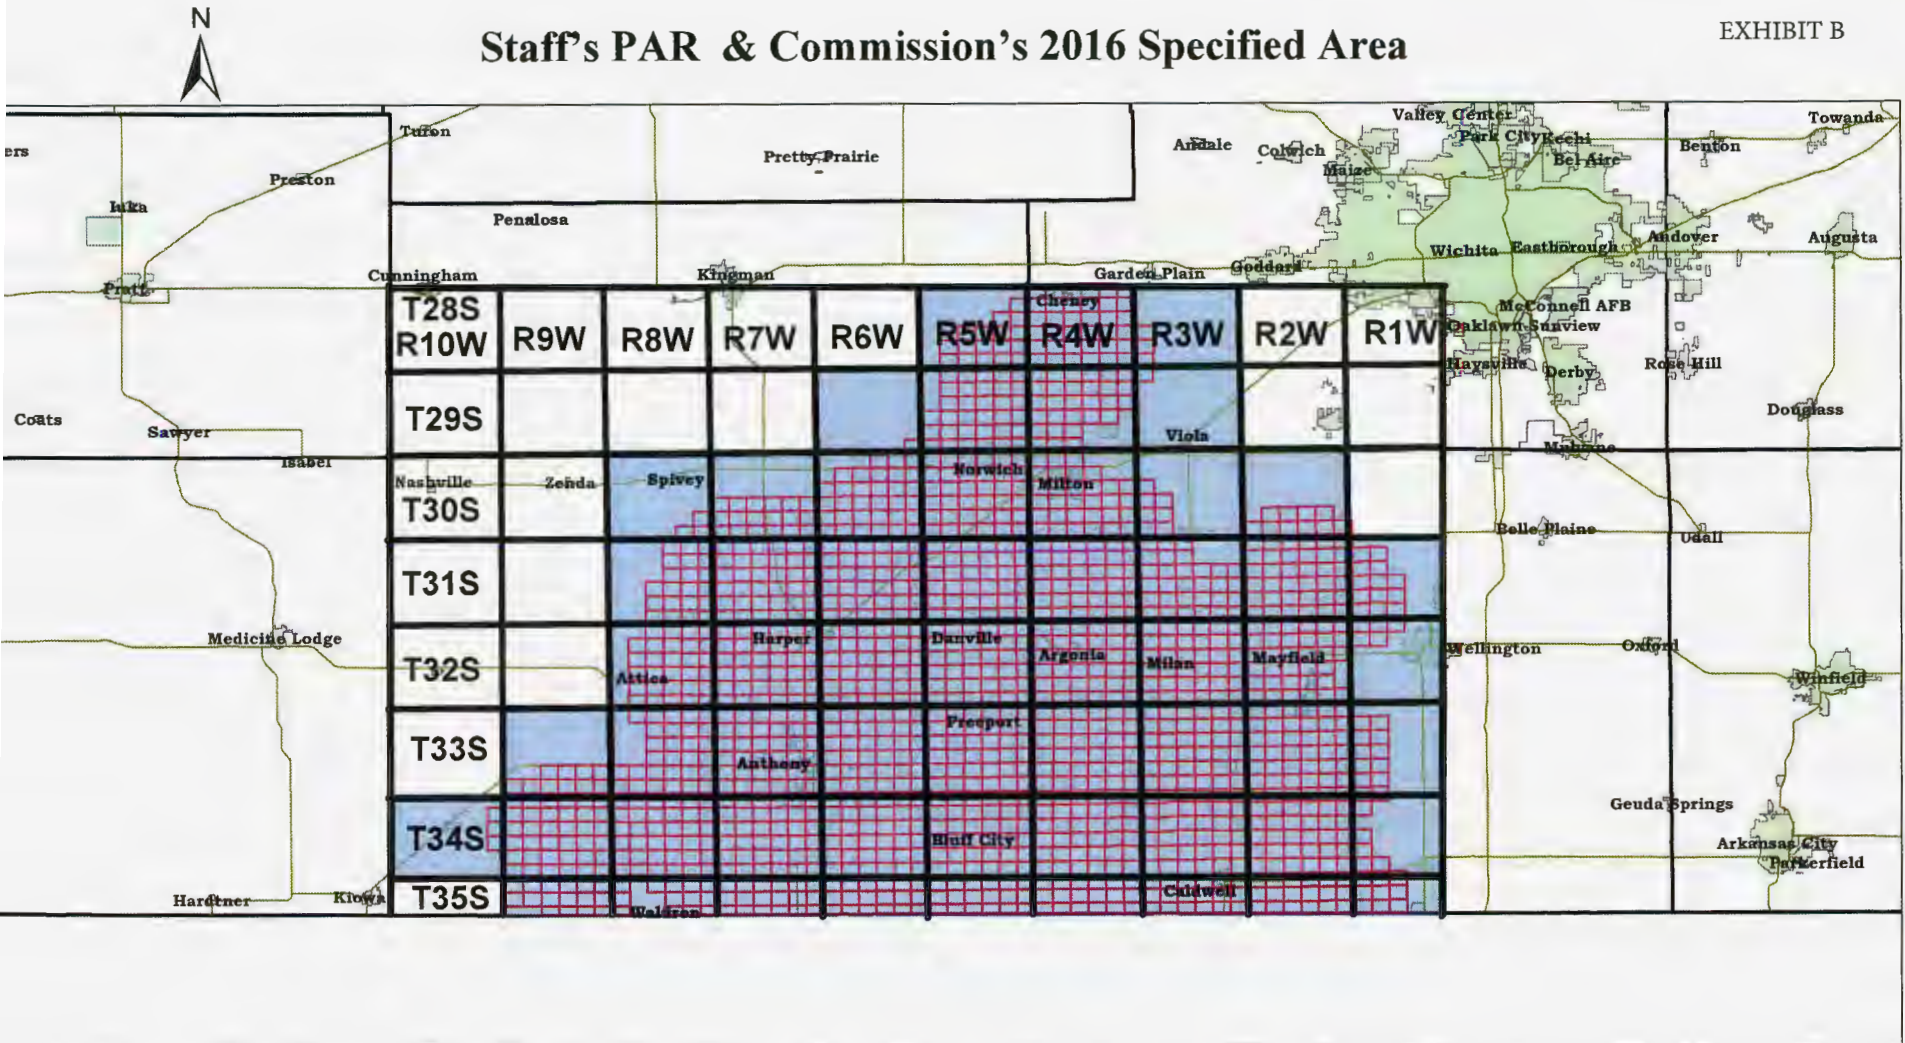 N
Staff's PAR & Commission's 2016 Specified Area
EXHIBIT B
Turon
Pretty Prairie
Andale
Colwich
Maize
Valley Center
Park City
Kechi
Bel Aire
Benton
Towanda
Preston
Iuka
Penalosa
Wichita
Eastborough
Andover
Augusta
ers
Pratt
Cunningham
Kingman
Garden Plain
Goddard
Cheney
McConnell AFB
Oaklawn-Sunview
Haysville
Derby
Rose Hill
T28S
R10W
R9W
R8W
R7W
R6W
R5W
R4W
R3W
R2W
R1W
Coats
Sawyer
Isabel
T29S
Viola
Douglass
Mulvane
Nashville
Zenda
Spivey
Norwich
Milton
T30S
Belle Plaine
Udall
T31S
Medicine Lodge
Harper
Danville
Argonia
Milan
Mayfield
Wellington
Oxford
Winfield
T32S
Attica
T33S
Freeport
Anthony
T34S
Bluff City
Geuda Springs
Arkansas City
Parkerfield
Hardtner
Kiowa
T35S
Waldron
Caldwell